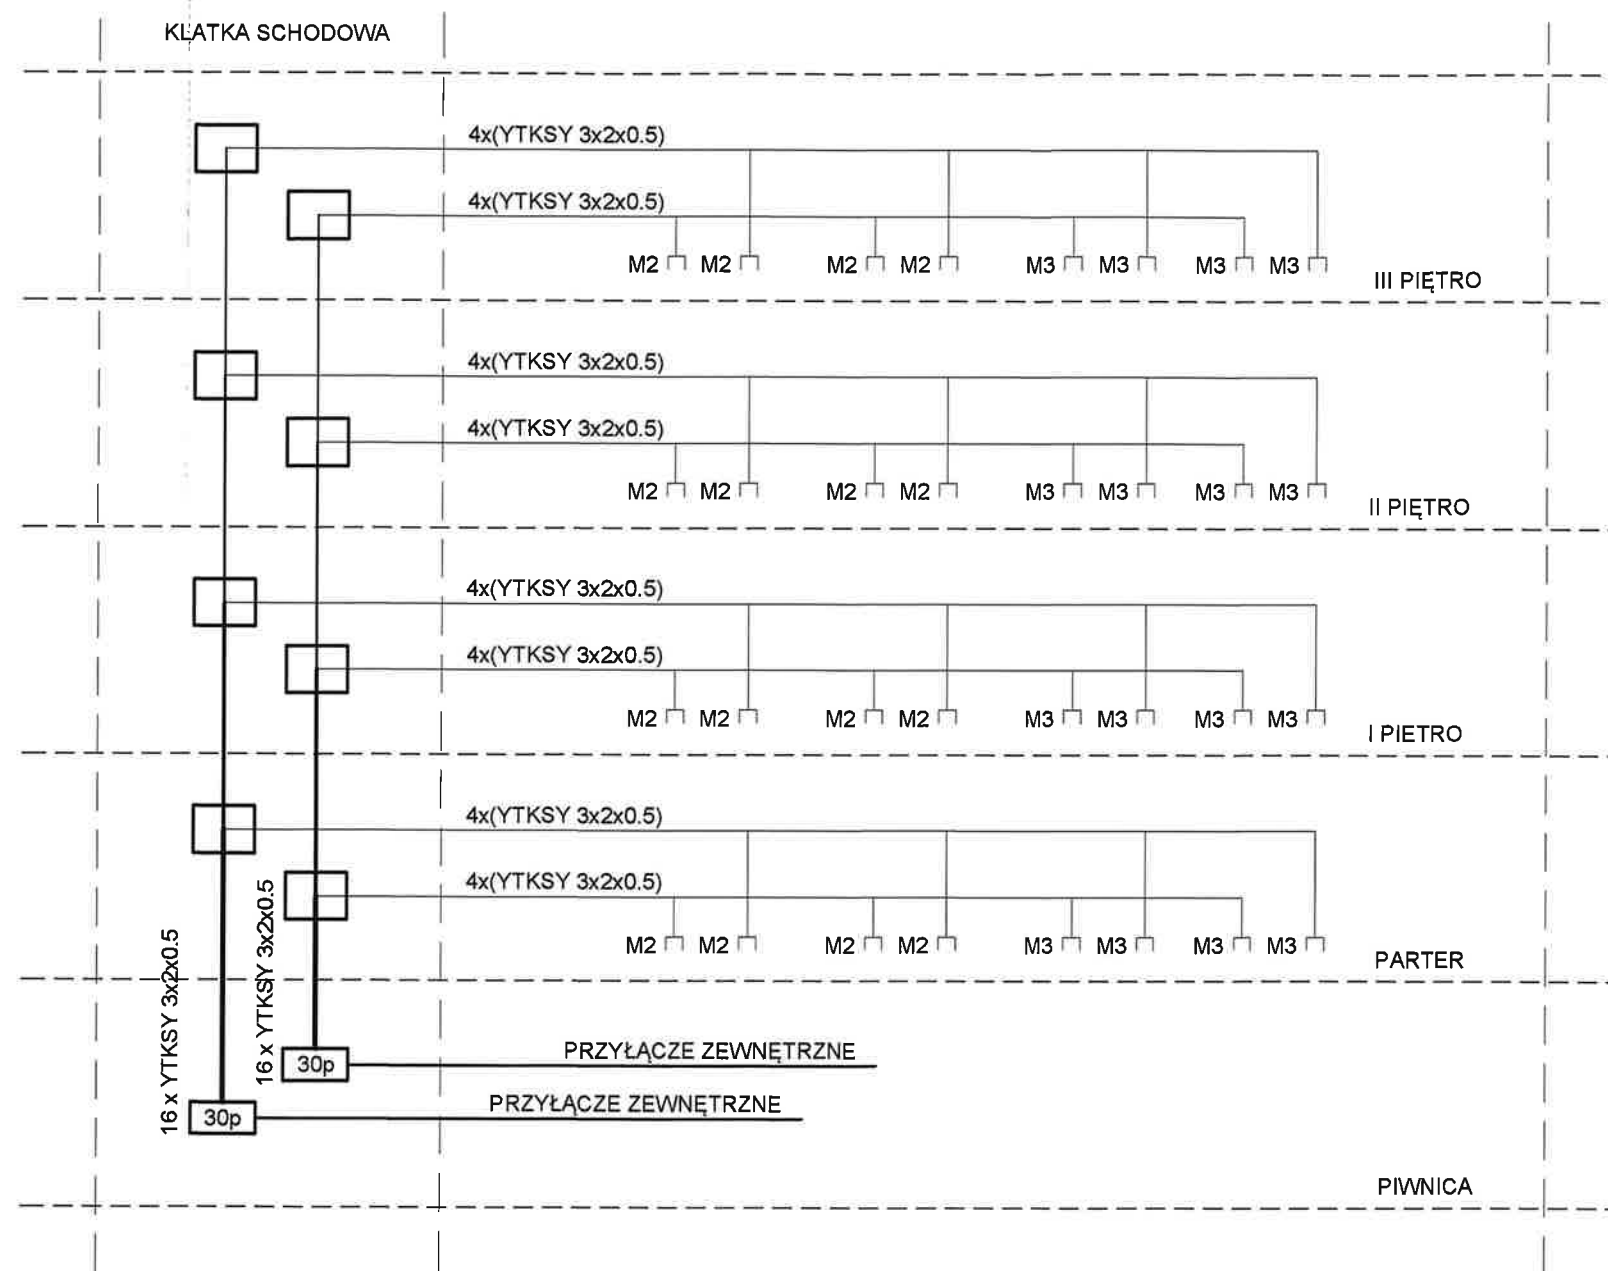 KLATKA SCHODOWA
4x(YTKSY 3x2x0.5)
4x(YTKSY 3x2x0.5)
M2 M2 M2 M2 M3 M3 M3 M3
III PIĘTRO
4x(YTKSY 3x2x0.5)
4x(YTKSY 3x2x0.5)
M2 M2 M2 M2 M3 M3 M3 M3
II PIĘTRO
4x(YTKSY 3x2x0.5)
4x(YTKSY 3x2x0.5)
M2 M2 M2 M2 M3 M3 M3 M3
I PIETRO
4x(YTKSY 3x2x0.5)
4x(YTKSY 3x2x0.5)
M2 M2 M2 M2 M3 M3 M3 M3
PARTER
16 x YTKSY 3x2x0.5
16 x YTKSY 3x2x0.5
30p PRZYŁĄCZE ZEWNĘTRZNE
30p PRZYŁĄCZE ZEWNĘTRZNE
PIWNICA